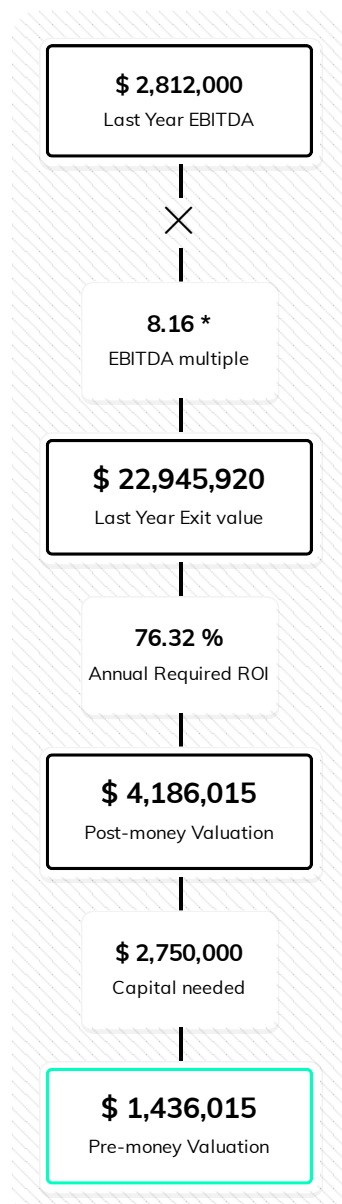 $ 2,812,000
Last Year EBITDA
8.16 *
EBITDA multiple
$ 22,945,920
Last Year Exit value
76.32 %
Annual Required ROI
$ 4,186,015
Post-money Valuation
$ 2,750,000
Capital needed
$ 1,436,015
Pre-money Valuation